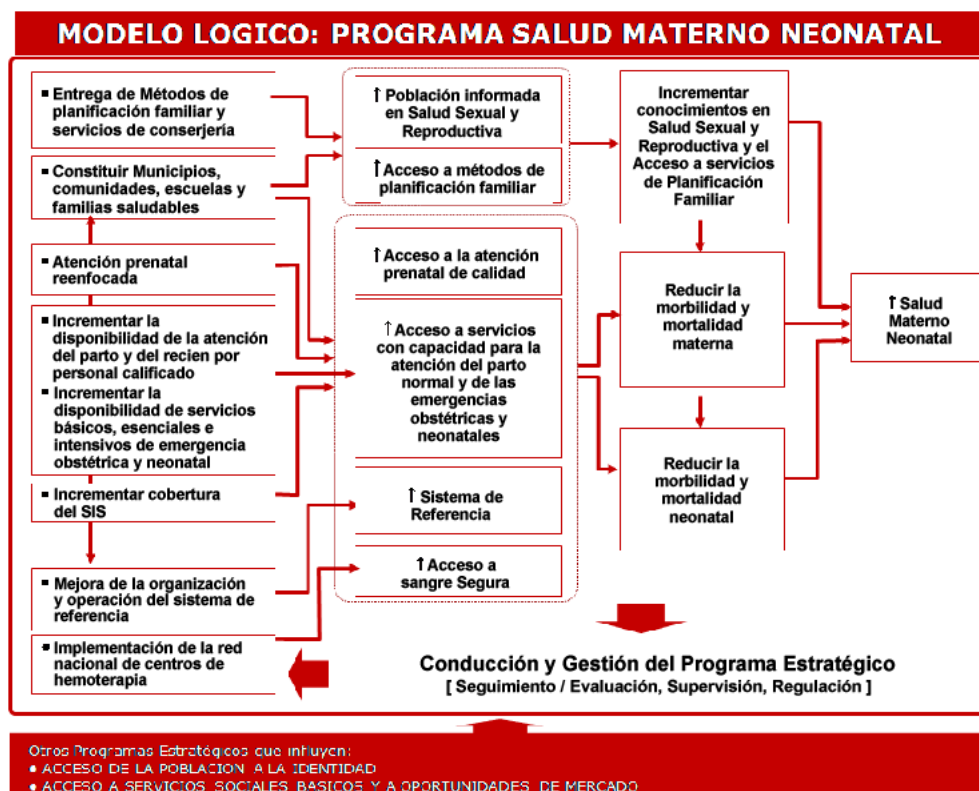 MODELO LOGICO: PROGRAMA SALUD MATERNO NEONATAL
▪ Entrega de Métodos de
planificación familiar y
servicios de conserjería
▪ Constituir Municipios,
comunidades, escuelas y
familias saludables
▪ Atención prenatal
reenfocada
▪ Incrementar la
disponibilidad de la atención
del parto y del recien por
personal calificado
▪ Incrementar la
disponibilidad de servicios
básicos, esenciales e
intensivos de emergencia
obstétrica y neonatal
▪ Incrementar cobertura
del SIS
▪ Mejora de la organización
y operación del sistema de
referencia
▪ Implementación de la red
nacional de centros de
hemoterapia
↑ Población informada
en Salud Sexual y
Reproductiva
↑ Acceso a métodos de
planificación familiar
↑ Acceso a la atención
prenatal de calidad
↑ Acceso a servicios
con capacidad para la
atención del parto
normal y de las
emergencias
obstétricas y
neonatales
↑ Sistema de
Referencia
↑ Acceso a
sangre Segura
Incrementar
conocimientos en
Salud Sexual y
Reproductiva y el
Acceso a servicios
de Planificación
Familiar
Reducir la
morbilidad y
mortalidad
materna
Reducir la
morbilidad y
mortalidad
neonatal
↑ Salud
Materno
Neonatal
Conducción y Gestión del Programa Estratégico
[ Seguimiento / Evaluación, Supervisión, Regulación ]
Otros Programas Estratégicos que influyen:
● ACCESO DE LA POBLACION A LA IDENTIDAD
● ACCESO A SERVICIOS SOCIALES BASICOS Y A OPORTUNIDADES DE MERCADO